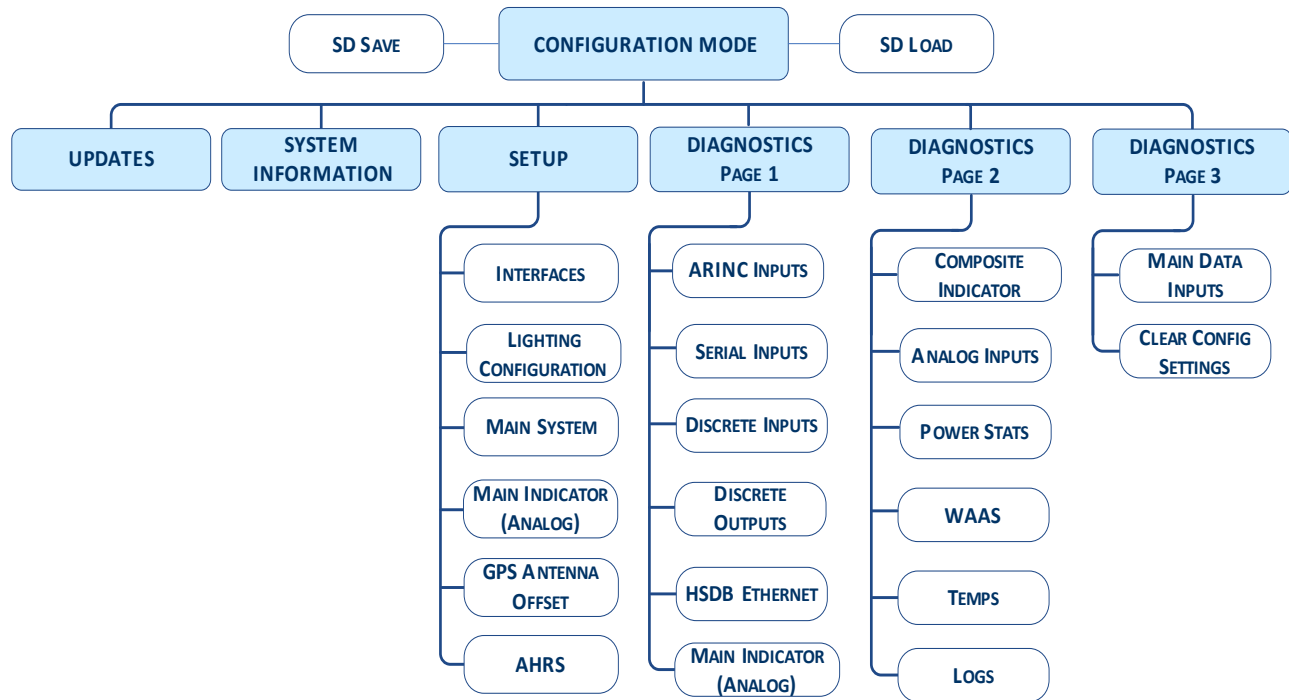 SD SAVE
CONFIGURATION MODE
SD LOAD
UPDATES
SYSTEM
INFORMATION
SETUP
DIAGNOSTICS
PAGE 1
DIAGNOSTICS
PAGE 2
DIAGNOSTICS
PAGE 3
INTERFACES
LIGHTING
CONFIGURATION
MAIN SYSTEM
MAIN INDICATOR
(ANALOG)
GPS ANTENNA
OFFSET
AHRS
ARINC INPUTS
SERIAL INPUTS
DISCRETE INPUTS
DISCRETE
OUTPUTS
HSDB ETHERNET
MAIN INDICATOR
(ANALOG)
COMPOSITE
INDICATOR
ANALOG INPUTS
POWER STATS
WAAS
TEMPS
LOGS
MAIN DATA
INPUTS
CLEAR CONFIG
SETTINGS